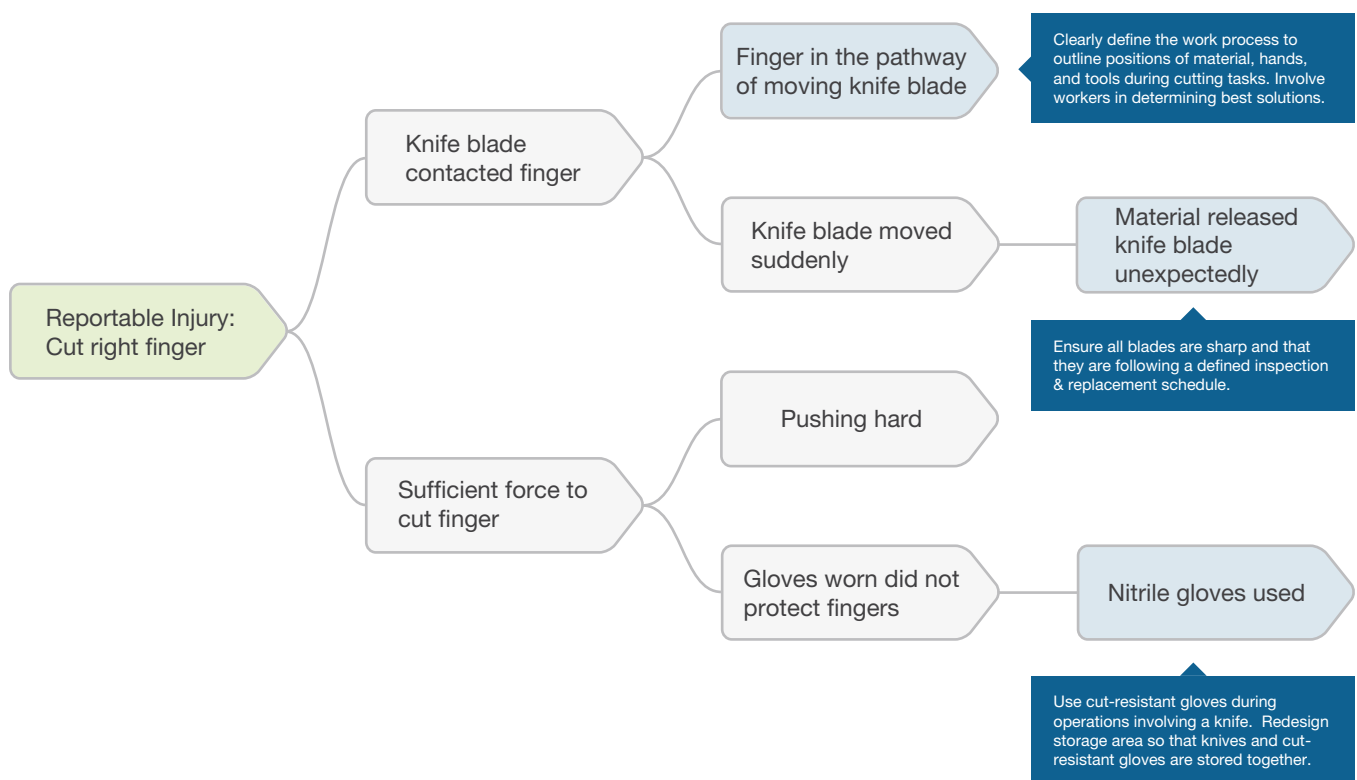 Finger in the pathway
of moving knife blade
Clearly define the work process to
outline positions of material, hands,
and tools during cutting tasks. Involve
workers in determining best solutions.
Knife blade
contacted finger
Knife blade moved
suddenly
Material released
knife blade
unexpectedly
Reportable Injury:
Cut right finger
Ensure all blades are sharp and that
they are following a defined inspection
& replacement schedule.
Pushing hard
Sufficient force to
cut finger
Gloves worn did not
protect fingers
Nitrile gloves used
Use cut-resistant gloves during
operations involving a knife.  Redesign
storage area so that knives and cut-
resistant gloves are stored together.